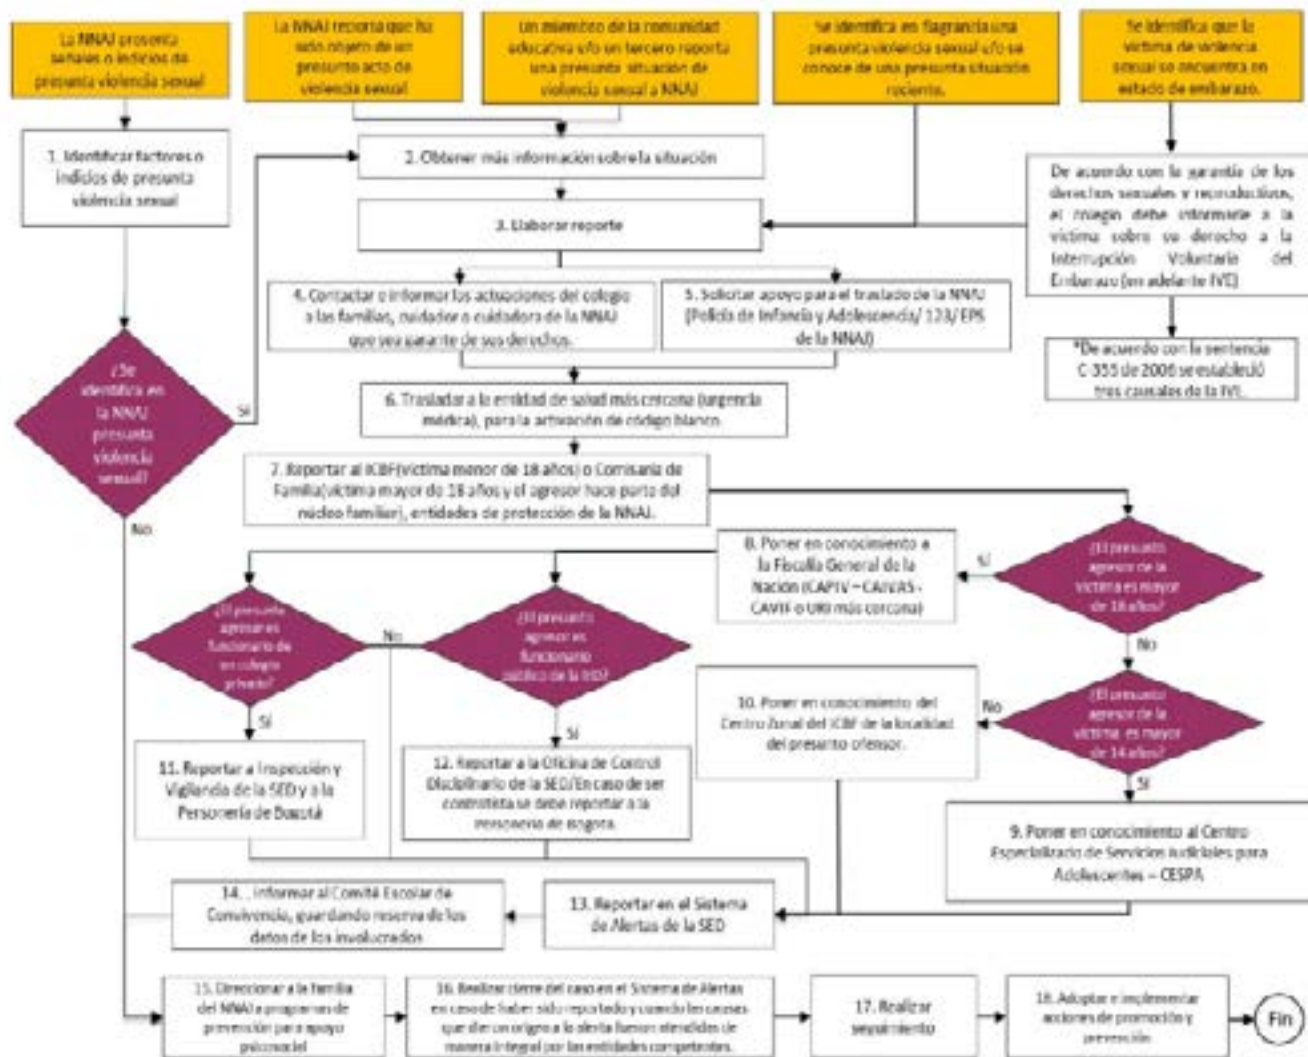 La NNAJ presenta
señales o indicios de
presunta violencia sexual
La NNAJ reporta que ha
sido objeto de un
presunto acto de
violencia sexual
Un miembro de la comunidad
educativa y/o un tercero reporta
una presunta situación de
violencia sexual a NNAJ
Se identifica en flagrancia una
presunta violencia sexual y/o se
conoce de una presunta situación
reciente.
Se identifica que la
víctima de violencia
sexual se encuentra en
estado de embarazo.
1. Identificar factores o
indicios de presunta
violencia sexual
2. Obtener más información sobre la situación
3. Elaborar reporte
De acuerdo con la garantía de los
derechos sexuales y reproductivos,
el colegio debe informarle a la
víctima sobre su derecho a la
Interrupción Voluntaria del
Embarazo (en adelante IVE)
4. Contactar o informar las actuaciones del colegio
a las familias, cuidador o cuidadora de la NNAJ
que sea garante de sus derechos.
5. Solicitar apoyo para el traslado de la NNAJ
(Policía de Infancia y Adolescencia/ 123/ EPS
de la NNAJ)
*De acuerdo con la sentencia
C-355 de 2006 se estableció
tres causales de la IVE.
¿Se
identifica en
la NNAJ
presunta
violencia
sexual?
Sí
No
6. Trasladar a la entidad de salud más cercana (urgencia
médica), para la activación de código blanco.
7. Reportar al ICBF(víctima menor de 18 años) o Comisaría de
Familia(víctima mayor de 18 años y el agresor hace parte del
núcleo familiar), entidades de protección de la NNAJ.
¿El presunto
agresor de la
víctima es mayor
de 18 años?
Sí
No
8. Poner en conocimiento a
la Fiscalía General de la
Nación (CAPIV – CAIVAS -
CAVIF o URI más cercana)
¿El presunto
agresor es
funcionario de
un colegio
privado?
No
Sí
¿El presunto
agresor es
funcionario
público de la SED?
Sí
¿El presunto
agresor de la
víctima es mayor
de 14 años?
No
Sí
10. Poner en conocimiento del
Centro Zonal del ICBF de la localidad
del presunto ofensor.
11. Reportar a Inspección y
Vigilancia de la SED y a la
Personería de Bogotá
12. Reportar a la Oficina de Control
Disciplinario de la SED/En caso de ser
contratista se debe reportar a la
Personería de Bogotá.
9. Poner en conocimiento al Centro
Especializado de Servicios Judiciales para
Adolescentes – CESPA
14. . Informar al Comité Escolar de
Convivencia, guardando reserva de los
datos de los involucrados
13. Reportar en el Sistema
de Alertas de la SED
15. Direccionar a la familia
del NNAJ a programas de
prevención para apoyo
psicosocial
16. Realizar cierre del caso en el Sistema de Alertas
en caso de haber sido reportado y cuando las causas
que dieron origen a la alerta fueron atendidas de
manera integral por las entidades competentes.
17. Realizar
seguimiento
18. Adoptar e implementar
acciones de promoción y
prevención
Fin